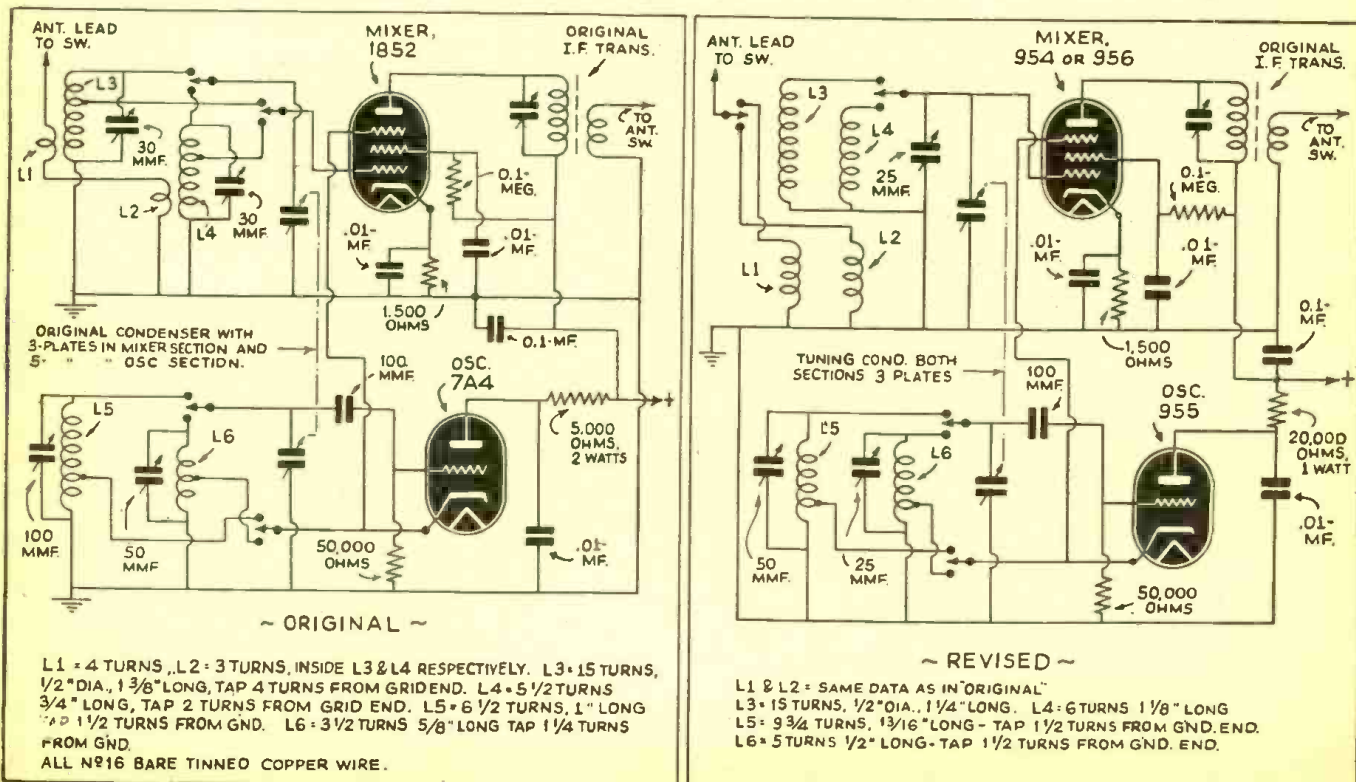 ANT. LEAD
TO SW.
MIXER,
1852
ORIGINAL
I.F. TRANS.
L3
30
MMF.
L1
L2
L4
30
MMF.
TO
ANT.
SW.
0.1-
MEG.
.01-
MF.
.01-
MF.
1,500
OHMS
0.1-MF.
ORIGINAL CONDENSER WITH
3-PLATES IN MIXER SECTION AND
5- " " OSC SECTION.
100
MMF.
OSC.
7A4
L5
L6
5,000
OHMS,
2 WATTS
+
100
MMF.
50
MMF
50,000
OHMS
.01-
MF.
~ ORIGINAL ~
L1 = 4 TURNS,, L2 = 3 TURNS, INSIDE L3 & L4 RESPECTIVELY. L3 = 15 TURNS,
1/2" DIA., 1 3/8" LONG, TAP 4 TURNS FROM GRID END. L4 = 5 1/2 TURNS
3/4" LONG, TAP 2 TURNS FROM GRID END. L5 = 6 1/2 TURNS, 1" LONG
TAP 1 1/2 TURNS FROM GND. L6 = 3 1/2 TURNS 5/8" LONG TAP 1 1/4 TURNS
FROM GND.
ALL Nº16 BARE TINNED COPPER WIRE.
ANT. LEAD
TO SW.
MIXER,
954 OR 956
ORIGINAL
I.F. TRANS.
L3
L4
25
MMF.
TO
ANT.
SW.
0.1-
MEG.
L1
L2
.01-
MF.
.01-
MF.
1,500
OHMS
0.1-
MF.
TUNING COND. BOTH
SECTIONS 3 PLATES
100
MMF.
OSC.
955
+
L5
L6
20,000
OHMS,
1 WATT
50
MMF.
25
MMF.
50,000
OHMS
.01-
MF.
~ REVISED ~
L1 & L2 = SAME DATA AS IN "ORIGINAL"
L3 = 15 TURNS, 1/2" DIA., 1 1/4" LONG. L4: 6 TURNS 1 1/8" LONG
L5 = 9 3/4 TURNS, 13/16" LONG - TAP 1 1/2 TURNS FROM GND. END.
L6 = 5 TURNS 1/2" LONG - TAP 1 1/2 TURNS FROM GND. END.